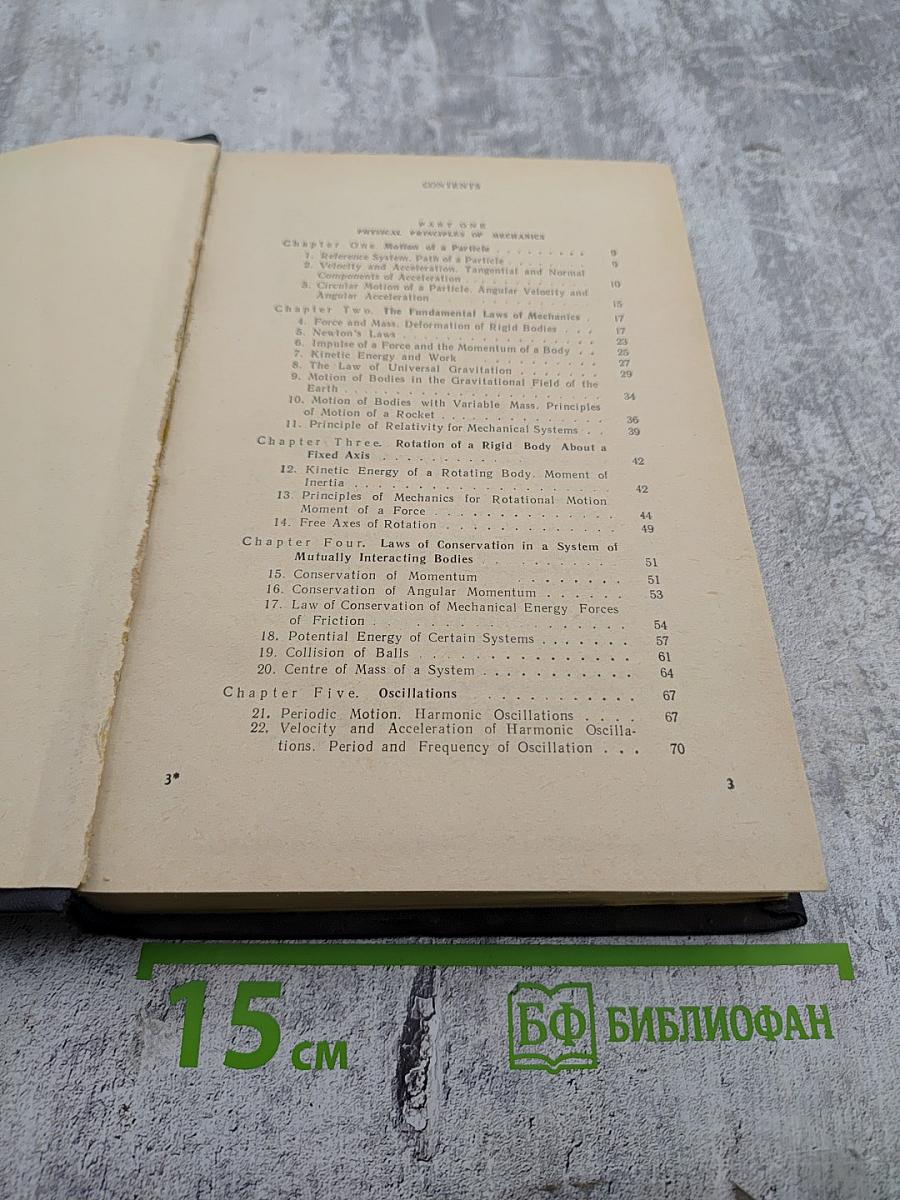 CONTENTS
PART ONE
PHYSICAL PRINCIPLES OF MECHANICS
Chapter One Motion of a Particle . . . . . . . . . 9
1. Reference System. Path of a Particle . . . . . . . 9
2. Velocity and Acceleration. Tangential and Normal
Components of Acceleration . . . . . . . . . . 10
3. Circular Motion of a Particle. Angular Velocity and
Angular Acceleration . . . . . . . . 15
Chapter Two. The Fundamental Laws of Mechanics . 17
4. Force and Mass. Deformation of Rigid Bodies . . . 17
5. Newton's Laws . . . . . . . . . . . . . . . . 23
6. Impulse of a Force and the Momentum of a Body . . 25
7. Kinetic Energy and Work . . . . . . . . . . 27
8. The Law of Universal Gravitation . . . . . . . 29
9. Motion of Bodies in the Gravitational Field of the
Earth . . . . . . . . . . . . . . . . . . . . 34
10. Motion of Bodies with Variable Mass. Principles
of Motion of a Rocket . . . . . . . . . . . . . 36
11. Principle of Relativity for Mechanical Systems . . 39
Chapter Three. Rotation of a Rigid Body About a
Fixed Axis . . . . . . . . . . . . . . . . . 42
12. Kinetic Energy of a Rotating Body. Moment of
Inertia . . . . . . . . . . . . . . . . . . . 42
13. Principles of Mechanics for Rotational Motion
Moment of a Force . . . . . . . . . . . . . 44
14. Free Axes of Rotation . . . . . . . . . . . . 49
Chapter Four. Laws of Conservation in a System of
Mutually Interacting Bodies . . . . . . . . . . 51
15. Conservation of Momentum . . . . . . . 51
16. Conservation of Angular Momentum . . . . . . 53
17. Law of Conservation of Mechanical Energy Forces
of Friction . . . . . . . . . . . . . . . . . 54
18. Potential Energy of Certain Systems . . . . . . . 57
19. Collision of Balls . . . . . . . . . . . . . . 61
20. Centre of Mass of a System . . . . . . . . . . . 64
Chapter Five. Oscillations . . . . . . . . . . . 67
21. Periodic Motion. Harmonic Oscillations . . . . 67
22. Velocity and Acceleration of Harmonic Oscilla-
tions. Period and Frequency of Oscillation . . . 70
3* 3
15 см
БФ БИБЛИОФАН